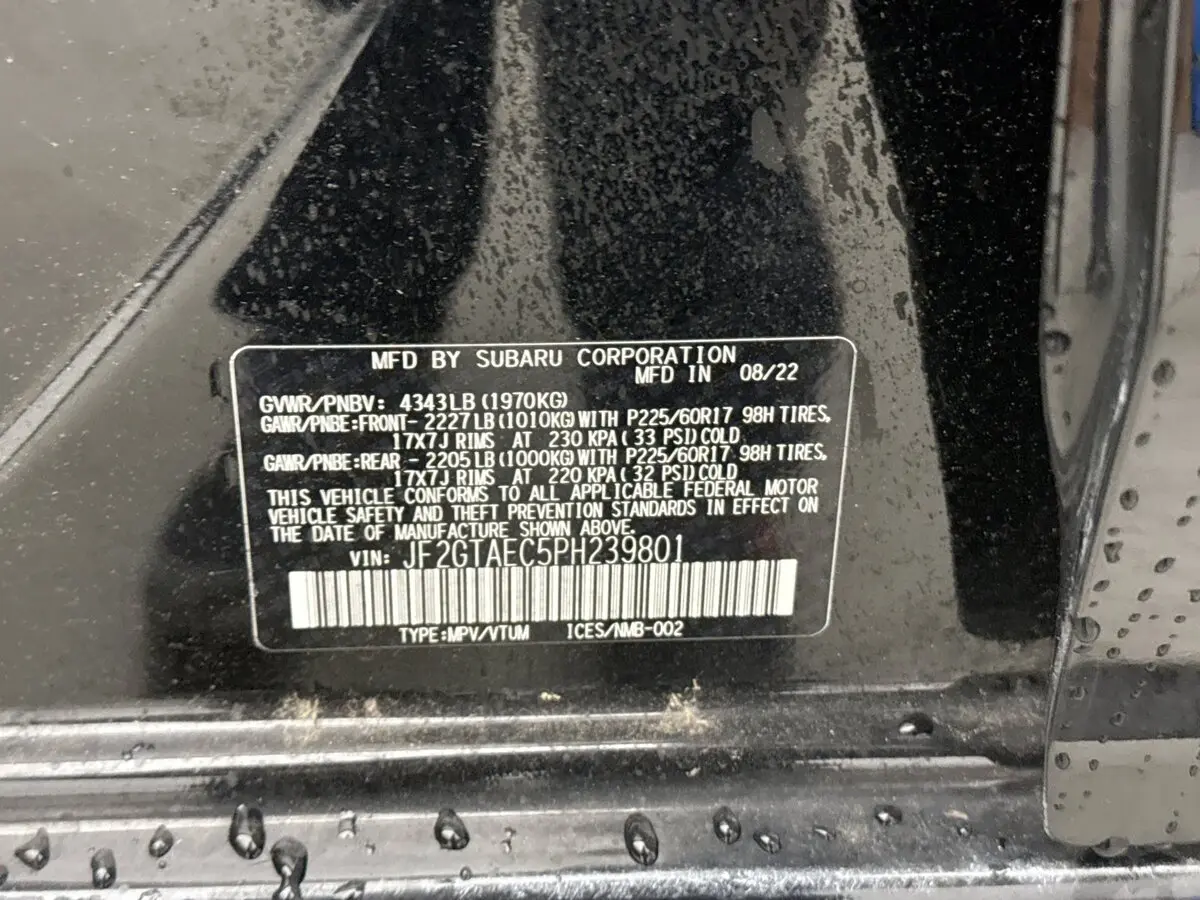 MFD BY SUBARU CORPORATION
MFD IN 08/22
GVWR/PNBV: 4343LB(1970KG)
GAWR/PNBE:FRONT- 2227LB(1010KG)WITH P225/60R17 98H TIRES,
17X7J RIMS AT 230 KPA( 33 PSI)COLD
GAWR/PNBE:REAR - 2205LB(1000KG)WITH P225/60R17 98H TIRES,
17X7J RIMS AT 220 KPA( 32 PSI)COLD
THIS VEHICLE CONFORMS TO ALL APPLICABLE FEDERAL MOTOR
VEHICLE SAFETY AND THEFT PREVENTION STANDARDS IN EFFECT ON
THE DATE OF MANUFACTURE SHOWN ABOVE.
VIN: JF2GTAEC5PH239801
TYPE:MPV/VTUM ICES/NMB-002